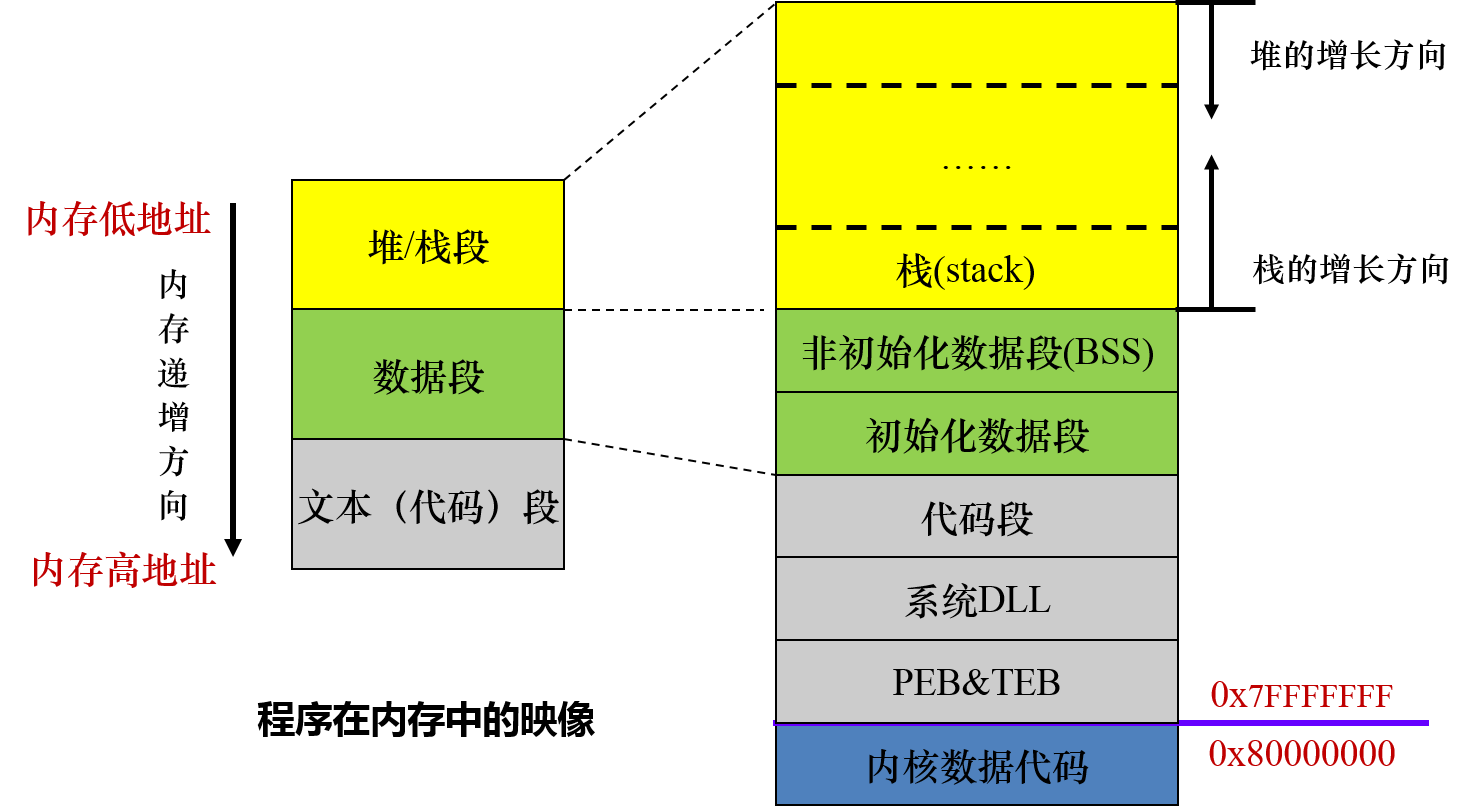 内存低地址
内存递增方向
内存高地址
堆/栈段
数据段
文本（代码）段
程序在内存中的映像
……
栈(stack)
非初始化数据段(BSS)
初始化数据段
代码段
系统DLL
PEB&TEB
内核数据代码
堆的增长方向
栈的增长方向
0x7FFFFFFF
0x80000000